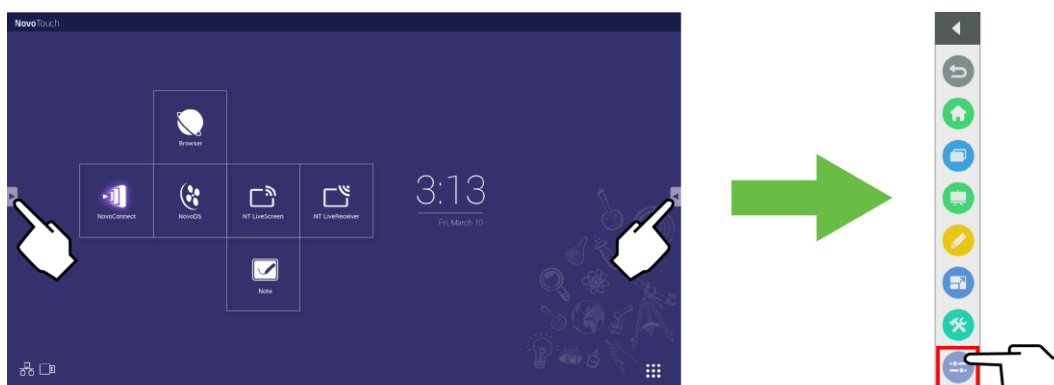 NovoTouch
Browser
NovoConnect
NovoDS
NT LiveScreen
NT LiveReceiver
3:13
Fri, March 10
Note